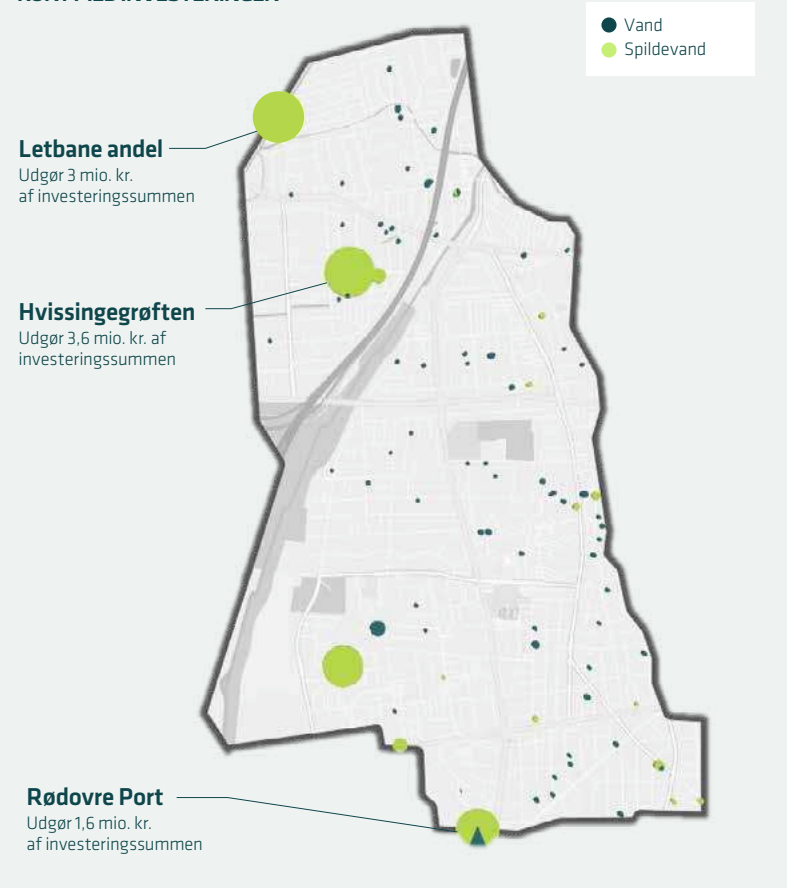 Vand
Spildevand
Letbane andel
Udgør 3 mio. kr.
af investeringssummen
Hvissingegrøften
Udgør 3,6 mio. kr. af
investeringssummen
Rødovre Port
Udgør 1,6 mio. kr.
af investeringssummen